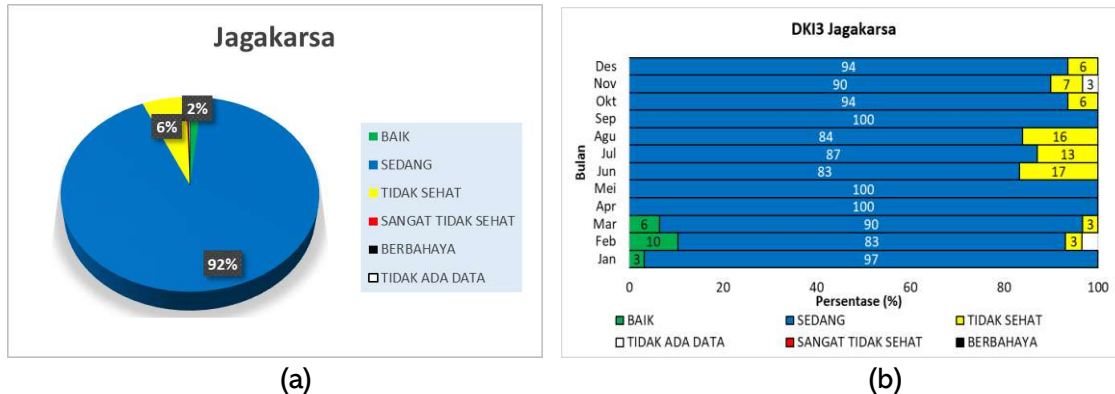 Jagakarsa
2%
6%
92%
BAIK
SEDANG
TIDAK SEHAT
SANGAT TIDAK SEHAT
BERBAHAYA
TIDAK ADA DATA
(a)
DKI3 Jagakarsa
Bulan
Des 94 6
Nov 90 7 3
Okt 94 6
Sep 100
Agu 84 16
Jul 87 13
Jun 83 17
Mei 100
Apr 100
Mar 6 90 3
Feb 10 83 3
Jan 3 97
0 20 40 60 80 100
Persentase (%)
BAIK SEDANG TIDAK SEHAT
TIDAK ADA DATA SANGAT TIDAK SEHAT BERBAHAYA
(b)